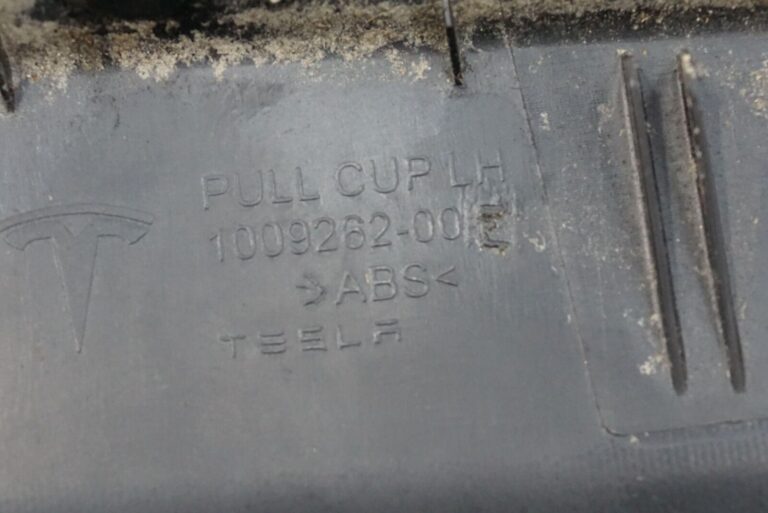 PULL CUP LH
1009262-00 E
>ABS<
TESLA